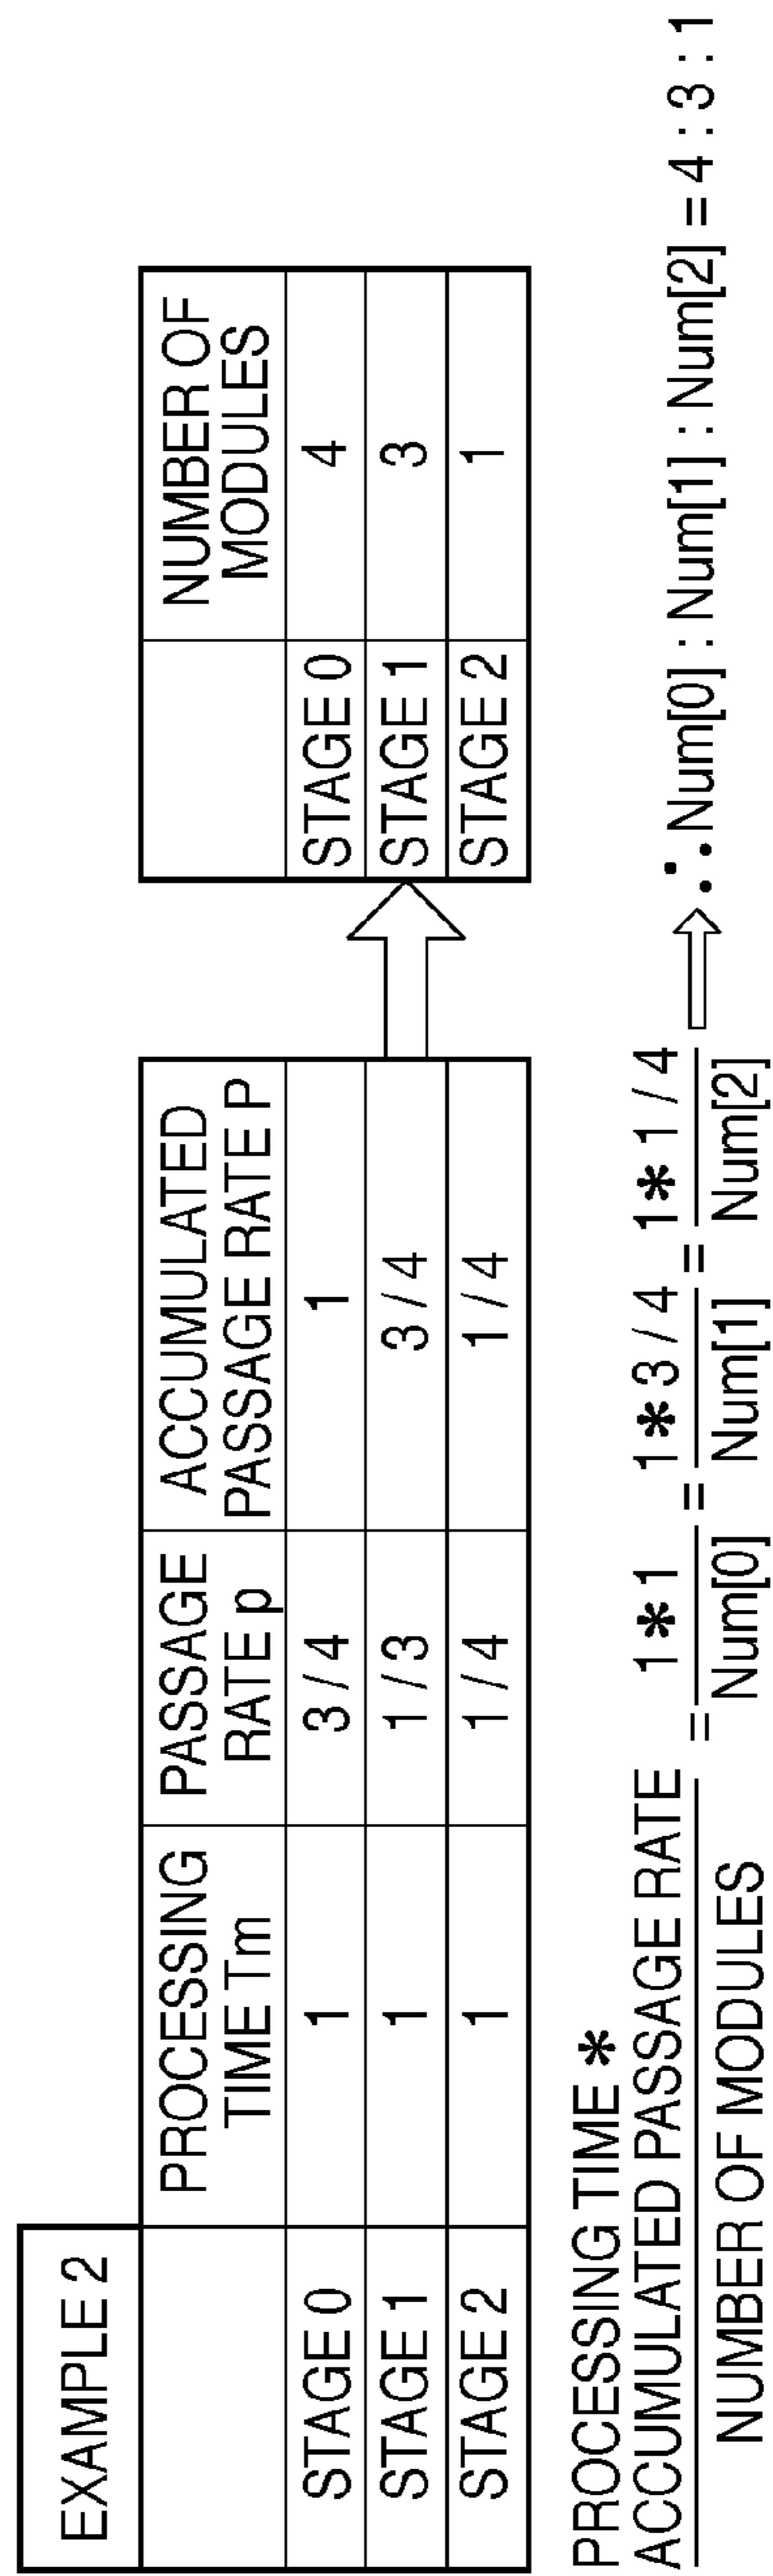 EXAMPLE 2
PROCESSING TIME Tm
PASSAGE RATE p
ACCUMULATED PASSAGE RATE P
STAGE 0 1 3 / 4 1
STAGE 1 1 1 / 3 3 / 4
STAGE 2 1 1 / 4 1 / 4
NUMBER OF MODULES
STAGE 0 4
STAGE 1 3
STAGE 2 1
PROCESSING TIME *
ACCUMULATED PASSAGE RATE
NUMBER OF MODULES
= 1*1 / Num[0] = 1*3 / 4 / Num[1] = 1*1 / 4 / Num[2]
∴ Num[0] : Num[1] : Num[2] = 4 : 3 : 1